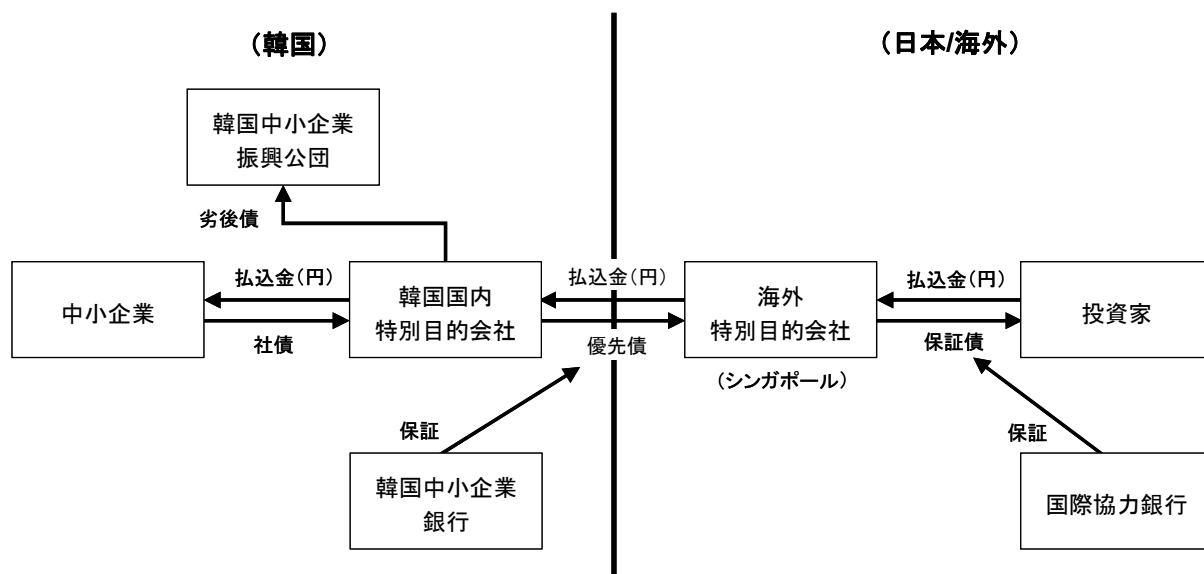 (韓国)
(日本/海外)
韓国中小企業
振興公団
劣後債
中小企業
払込金(円)
社債
韓国国内
特別目的会社
払込金(円)
優先債
海外
特別目的会社
(シンガポール)
払込金(円)
保証債
投資家
保証
韓国中小企業
銀行
保証
国際協力銀行